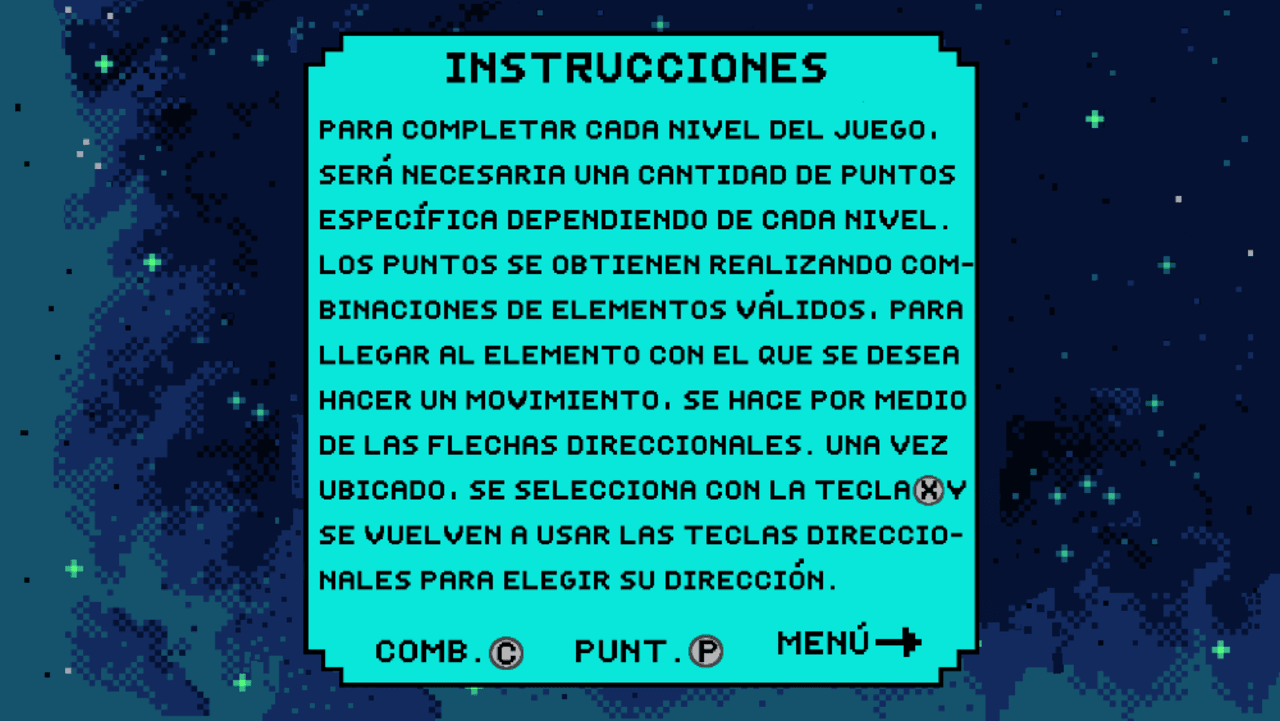 INSTRUCCIONES
PARA COMPLETAR CADA NIVEL DEL JUEGO,
SERÁ NECESARIA UNA CANTIDAD DE PUNTOS
ESPECÍFICA DEPENDIENDO DE CADA NIVEL.
LOS PUNTOS SE OBTIENEN REALIZANDO COM-
BINACIONES DE ELEMENTOS VÁLIDOS, PARA
LLEGAR AL ELEMENTO CON EL QUE SE DESEA
HACER UN MOVIMIENTO, SE HACE POR MEDIO
DE LAS FLECHAS DIRECCIONALES. UNA VEZ
UBICADO, SE SELECCIONA CON LA TECLA X Y
SE VUELVEN A USAR LAS TECLAS DIRECCIO-
NALES PARA ELEGIR SU DIRECCIÓN.
COMB. C PUNT. P MENÚ →